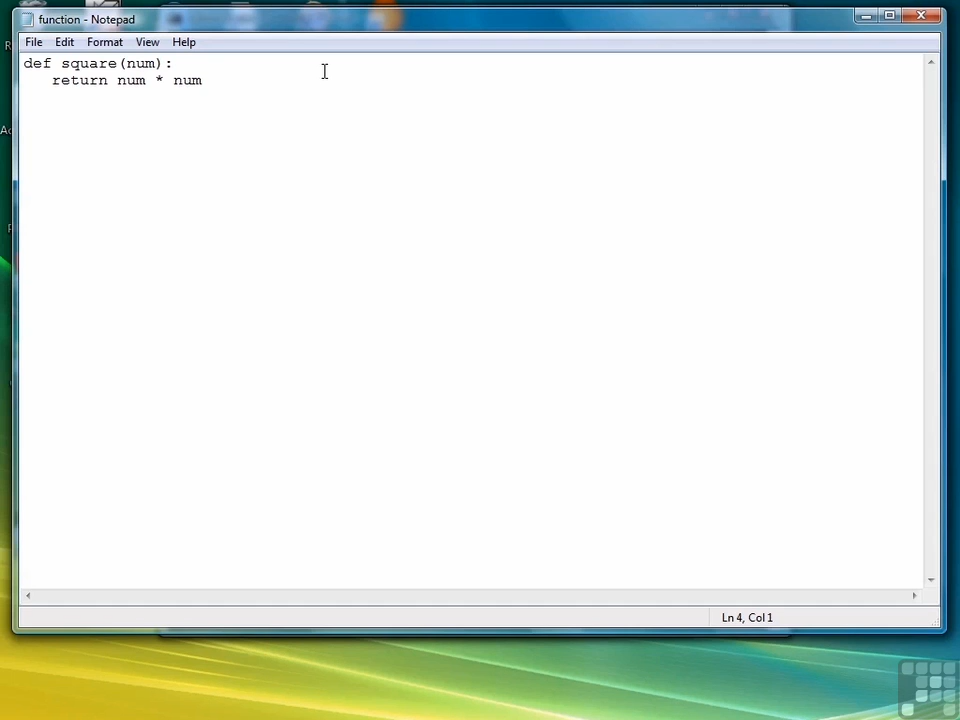 function - Notepad
File Edit Format View Help
def square(num):
   return num * num
Ln 4, Col 1